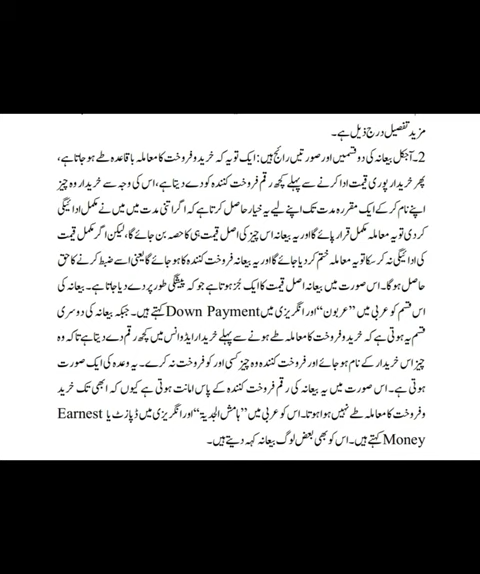 مزید تفصیل درج ذیل ہے۔
2۔ آجکل بیعانہ کی دو قسمیں اور صورتیں رائج ہیں: ایک تو یہ کہ خرید و فروخت کا معاملہ باقاعدہ طے ہو جاتا ہے،
پھر خریدار پوری قیمت ادا کرنے سے پہلے کچھ رقم فروخت کنندہ کو دے دیتا ہے، اس کی وجہ سے خریدار وہ چیز
اپنے نام کر کے ایک مقررہ مدت تک اپنے لیے یہ خیار حاصل کرتا ہے کہ اگر اتنی مدت میں میں نے مکمل ادائیگی
کر دی تو یہ معاملہ مکمل قرار پائے گا اور یہ بیعانہ اس چیز کی اصل قیمت ہی کا حصہ بن جائے گا، لیکن اگر مکمل قیمت
کی ادائیگی نہ کر سکا تو یہ معاملہ ختم کر دیا جائے گا اور یہ بیعانہ فروخت کنندہ کا ہو جائے گا یعنی اسے ضبط کرنے کا حق
حاصل ہوگا۔ اس صورت میں بیعانہ اصل قیمت کا ایک جُز ہوتا ہے جو کہ پیشگی طور پر دے دیا جاتا ہے۔ بیعانہ کی
اس قسم کو عربی میں ”عربون“ اور انگریزی میں Down Payment کہتے ہیں۔ جبکہ بیعانہ کی دوسری
قسم یہ ہوتی ہے کہ خرید و فروخت کا معاملہ طے ہونے سے پہلے خریدار ایڈوانس میں کچھ رقم دے دیتا ہے تاکہ وہ
چیز اس خریدار کے نام ہو جائے اور فروخت کنندہ وہ چیز کسی اور کو فروخت نہ کرے۔ یہ وعدہ کی ایک صورت
ہوتی ہے۔ اس صورت میں یہ بیعانہ کی رقم فروخت کنندہ کے پاس امانت ہوتی ہے کیوں کہ ابھی تک خرید
و فروخت کا معاملہ طے نہیں ہوا ہوتا۔ اس کو عربی میں ”ہامش الجدیۃ“ اور انگریزی میں ڈپازٹ یا Earnest
Money کہتے ہیں۔ اس کو بھی بعض لوگ بیعانہ کہہ دیتے ہیں۔